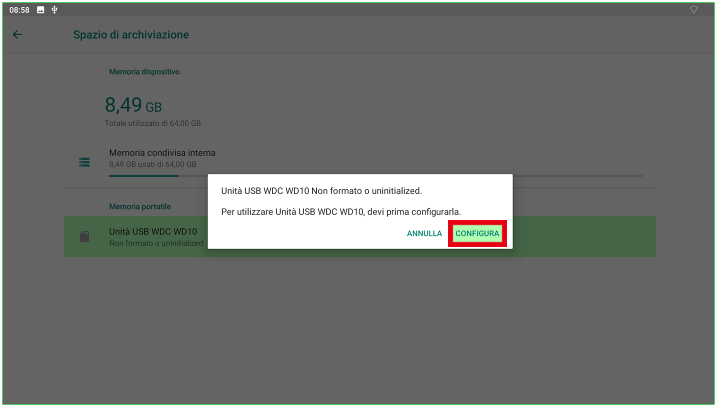 08:58
Spazio di archiviazione
Memoria dispositivo
8,49 GB
Totale utilizzato di 64,00 GB
Memoria condivisa interna
8,49 GB usati di 64,00 GB
Unità USB WDC WD10 Non formato o uninitialized.
Per utilizzare Unità USB WDC WD10, devi prima configurarla.
ANNULLA CONFIGURA
Memoria portatile
Unità USB WDC WD10
Non formato o uninitialized